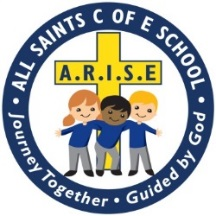 • ALL SAINTS C OF E SCHOOL •
A.R.I.S.E
Journey Together • Guided by God